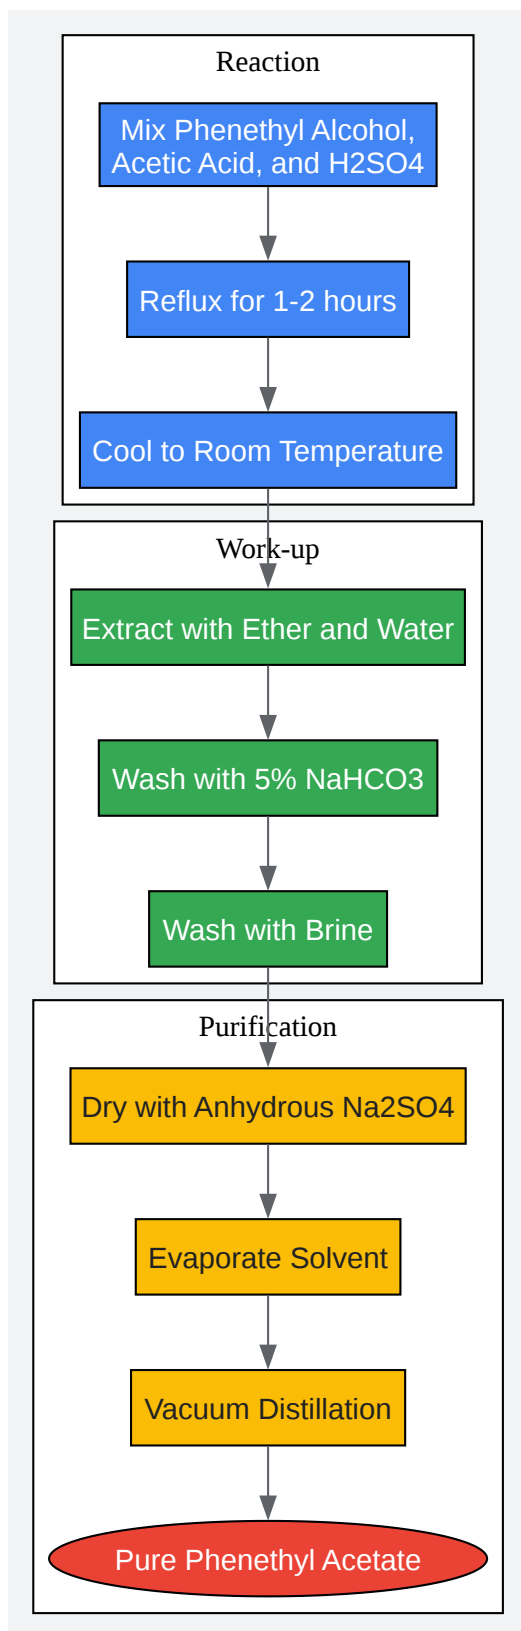 Reaction
Mix Phenethyl Alcohol,
Acetic Acid, and H2SO4
Reflux for 1-2 hours
Cool to Room Temperature
Work-up
Extract with Ether and Water
Wash with 5% NaHCO3
Wash with Brine
Purification
Dry with Anhydrous Na2SO4
Evaporate Solvent
Vacuum Distillation
Pure Phenethyl Acetate